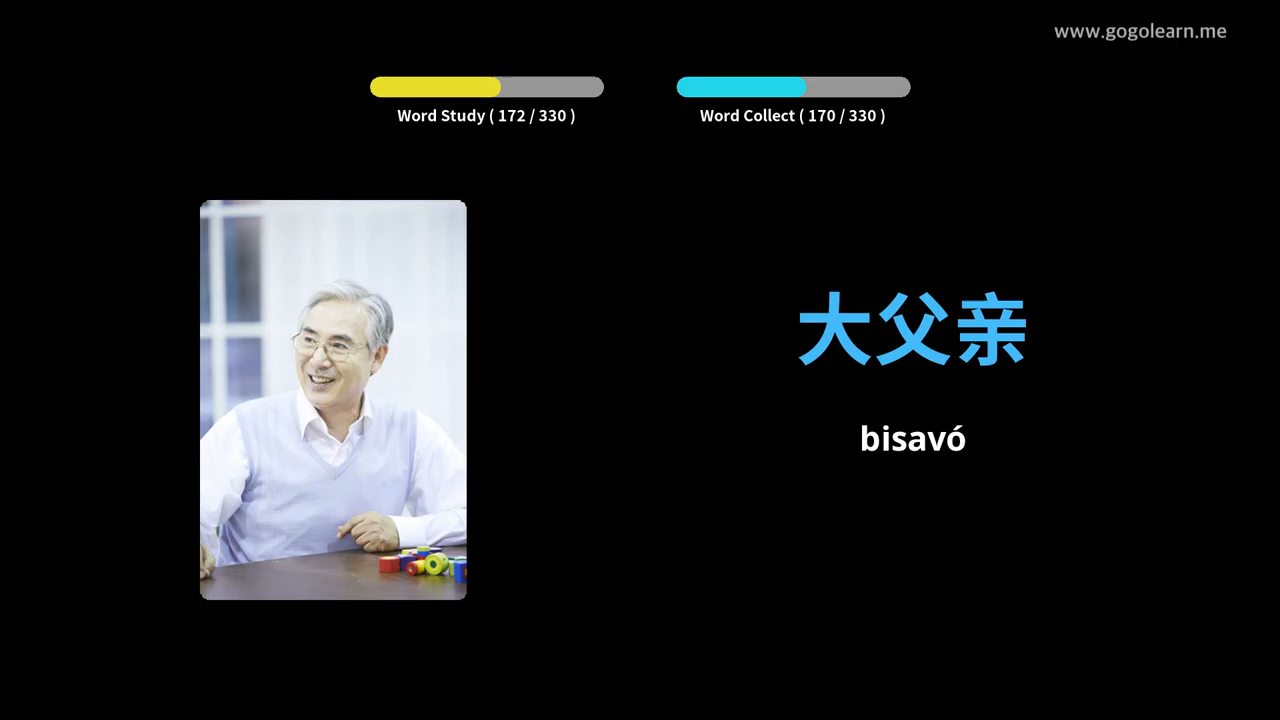 www.gogolearn.me
Word Study ( 172 / 330 )
Word Collect ( 170 / 330 )
大父亲
bisavó